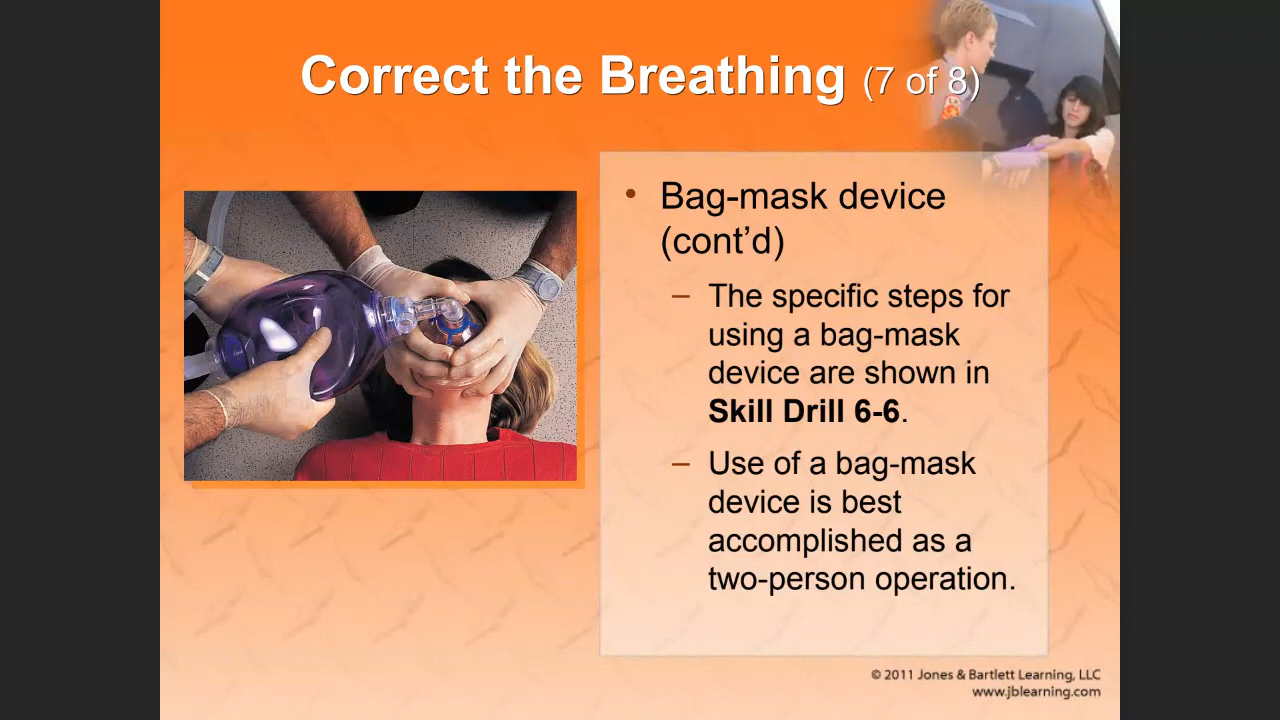 Correct the Breathing (7 of 8)
• Bag-mask device
(cont’d)
– The specific steps for
using a bag-mask
device are shown in
Skill Drill 6-6.
– Use of a bag-mask
device is best
accomplished as a
two-person operation.
© 2011 Jones & Bartlett Learning, LLC
www.jblearning.com